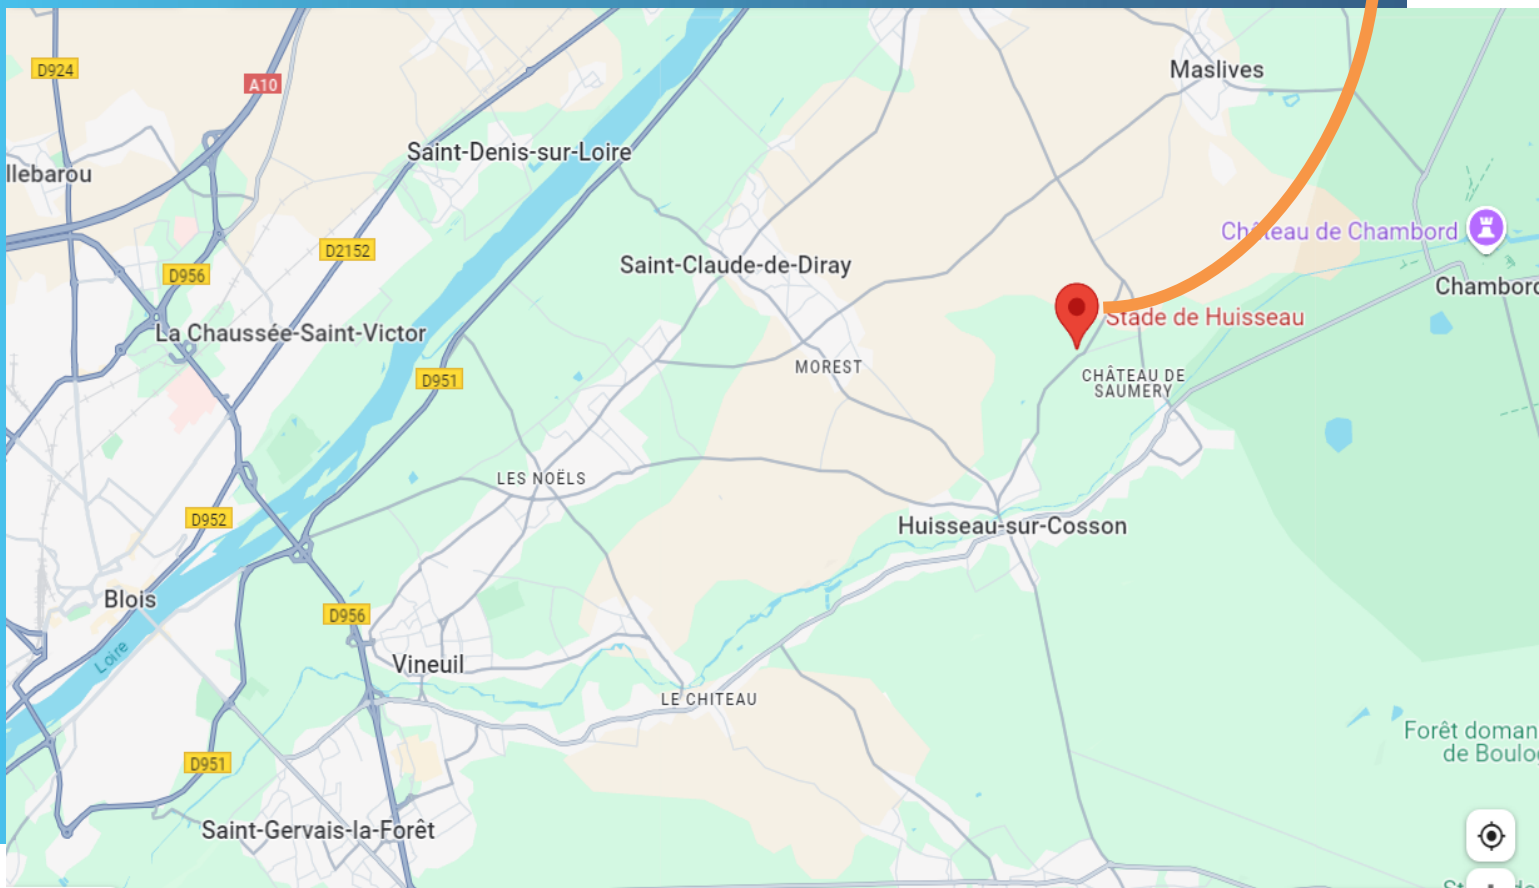 D924
A10
Maslives
Saint-Denis-sur-Loire
llebarou
Château de Chambord
D2152
D956
Saint-Claude-de-Diray
Chambord
Stade de Huisseau
La Chaussée-Saint-Victor
MOREST
D951
CHÂTEAU DE
SAUMERY
LES NOËLS
D952
Huisseau-sur-Cosson
Blois
D956
Loire
Vineuil
LE CHITEAU
Forêt doman
de Boulo
D951
Saint-Gervais-la-Forêt